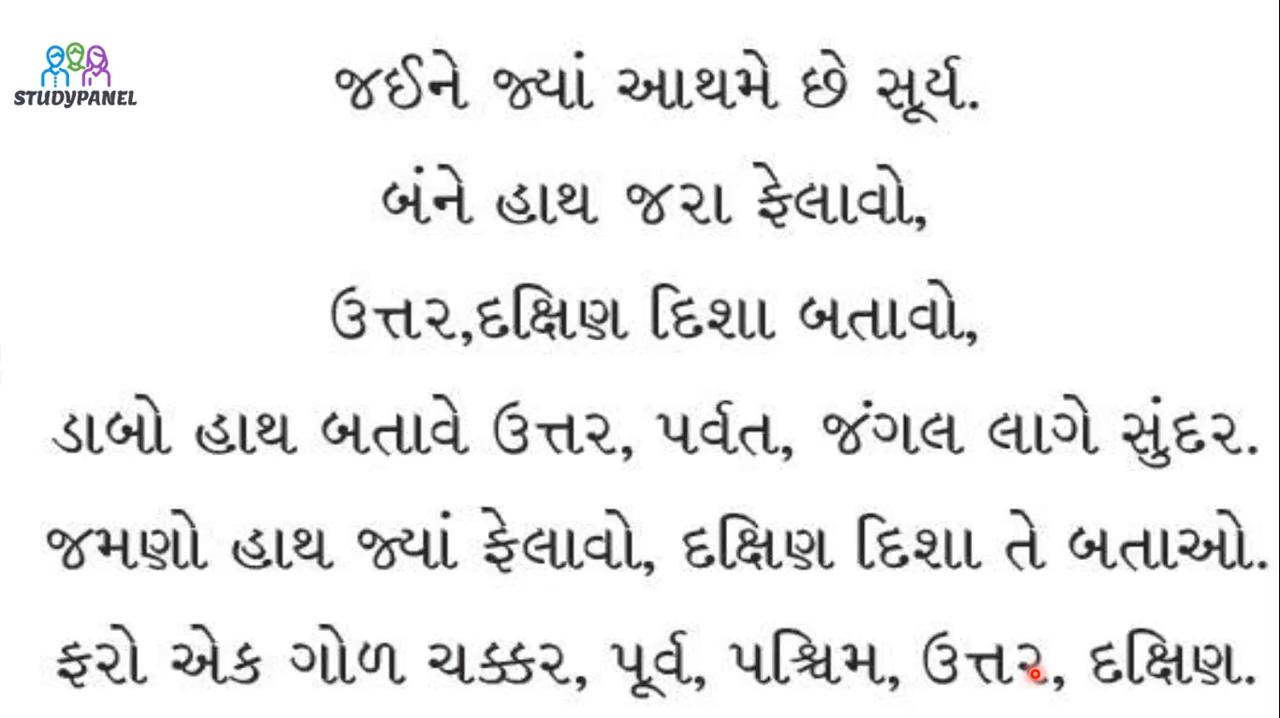 STUDYPANEL
જઈને જ્યાં આથમે છે સૂર્ય.
બંને હાથ જરા ફેલાવો,
ઉત્તર,દક્ષિણ દિશા બતાવો,
ડાબો હાથ બતાવે ઉત્તર, પર્વત, જંગલ લાગે સુંદર.
જમણો હાથ જ્યાં ફેલાવો, દક્ષિણ દિશા તે બતાઓ.
ફરો એક ગોળ ચક્કર, પૂર્વ, પશ્ચિમ, ઉત્તર, દક્ષિણ.